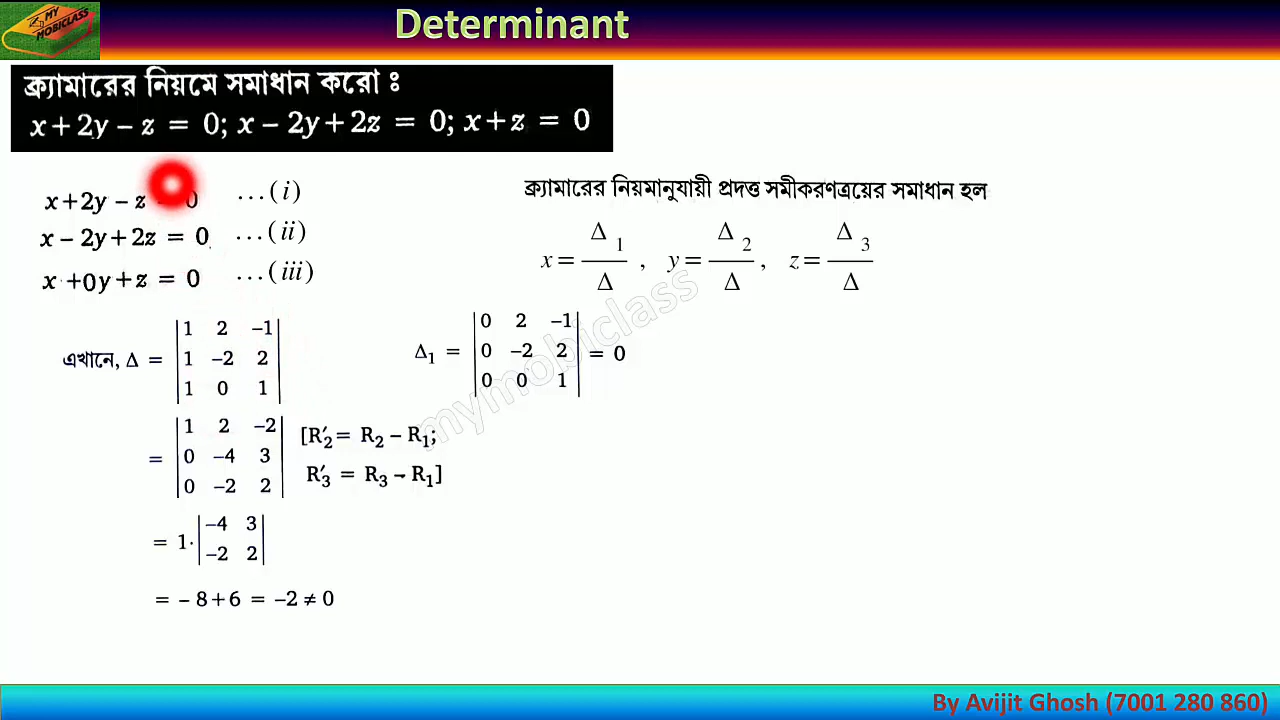 MY
MOBICLASS
Determinant
ক্র্যামারের নিয়মে সমাধান করো ঃ
x + 2y – z = 0; x – 2y + 2z = 0; x + z = 0
x + 2y – z 0 ...(i)
x – 2y + 2z = 0 ...(ii)
x + 0y + z = 0 ...(iii)
ক্র্যামারের নিয়মানুযায়ী প্রদত্ত সমীকরণত্রয়ের সমাধান হল
x = Δ1/Δ , y = Δ2/Δ , z = Δ3/Δ
এখানে, Δ = |1 2 –1|
|1 –2 2|
|1 0 1|
Δ1 = |0 2 –1|
|0 –2 2| = 0
|0 0 1|
= |1 2 –2| [R′2 = R2 – R1;
|0 –4 3|
|0 –2 2| R′3 = R3 – R1]
= 1· |–4 3|
|–2 2|
= – 8 + 6 = –2 ≠ 0
mymobiclass
By Avijit Ghosh (7001 280 860)